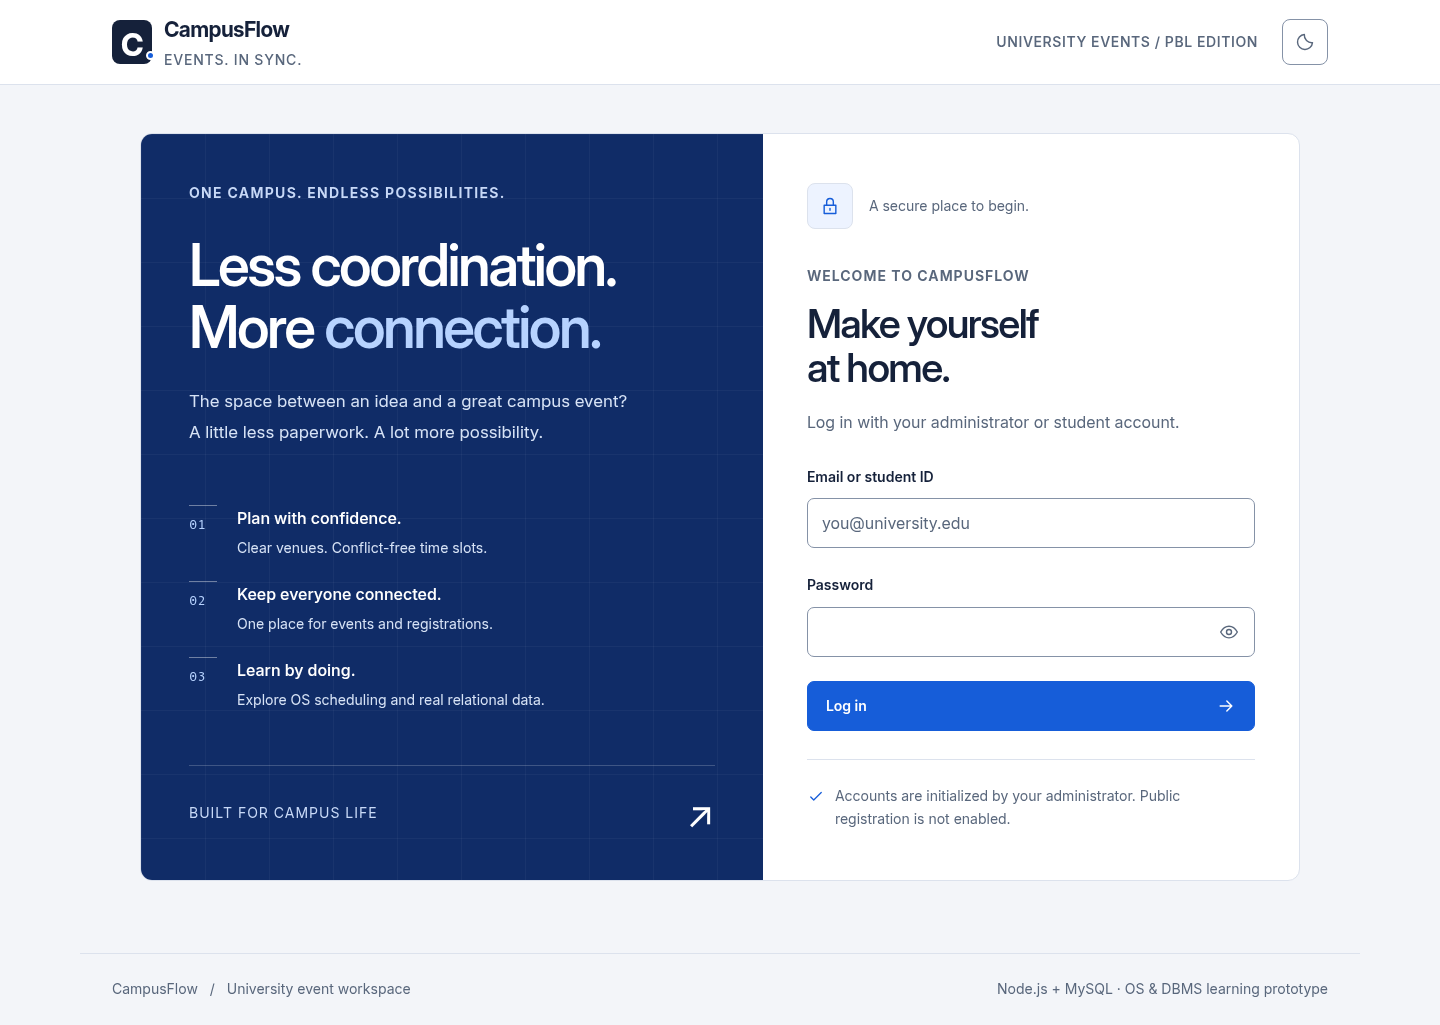 C
CampusFlow
EVENTS. IN SYNC.
UNIVERSITY EVENTS / PBL EDITION
ONE CAMPUS. ENDLESS POSSIBILITIES.
Less coordination.
More connection.
The space between an idea and a great campus event?
A little less paperwork. A lot more possibility.
01
Plan with confidence.
Clear venues. Conflict-free time slots.
02
Keep everyone connected.
One place for events and registrations.
03
Learn by doing.
Explore OS scheduling and real relational data.
BUILT FOR CAMPUS LIFE
A secure place to begin.
WELCOME TO CAMPUSFLOW
Make yourself
at home.
Log in with your administrator or student account.
Email or student ID
you@university.edu
Password
Log in
Accounts are initialized by your administrator. Public
registration is not enabled.
CampusFlow / University event workspace
Node.js + MySQL · OS & DBMS learning prototype